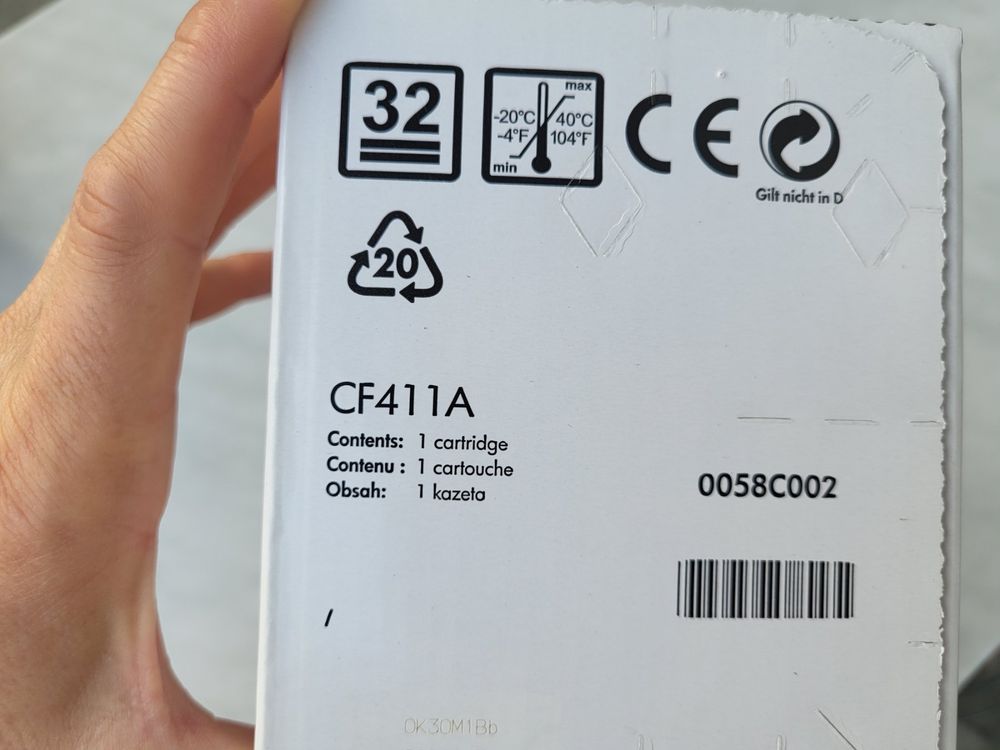 32
max
-20°C
40°C
-4°F
104°F
min
CE
Gilt nicht in D
20
CF411A
Contents: 1 cartridge
Contenu : 1 cartouche
Obsah: 1 kazeta
0058C002
/
0K30M1Bb